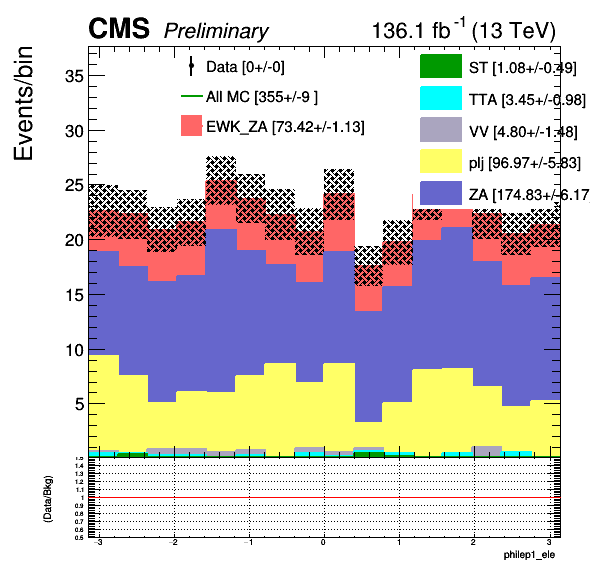 CMS Preliminary 136.1 fb⁻¹ (13 TeV)
Events/bin
35
30
25
20
15
10
5
Data [0+/-0]
All MC [355+/-9 ]
EWK_ZA [73.42+/-1.13]
ST [1.08+/-0.49]
TTA [3.45+/-0.98]
VV [4.80+/-1.48]
plj [96.97+/-5.83]
ZA [174.83+/-6.17]
(Data/Bkg)
1.5
1.4
1.3
1.2
1.1
1
0.9
0.8
0.7
0.6
0.5
−3 −2 −1 0 1 2 3
philep1_ele